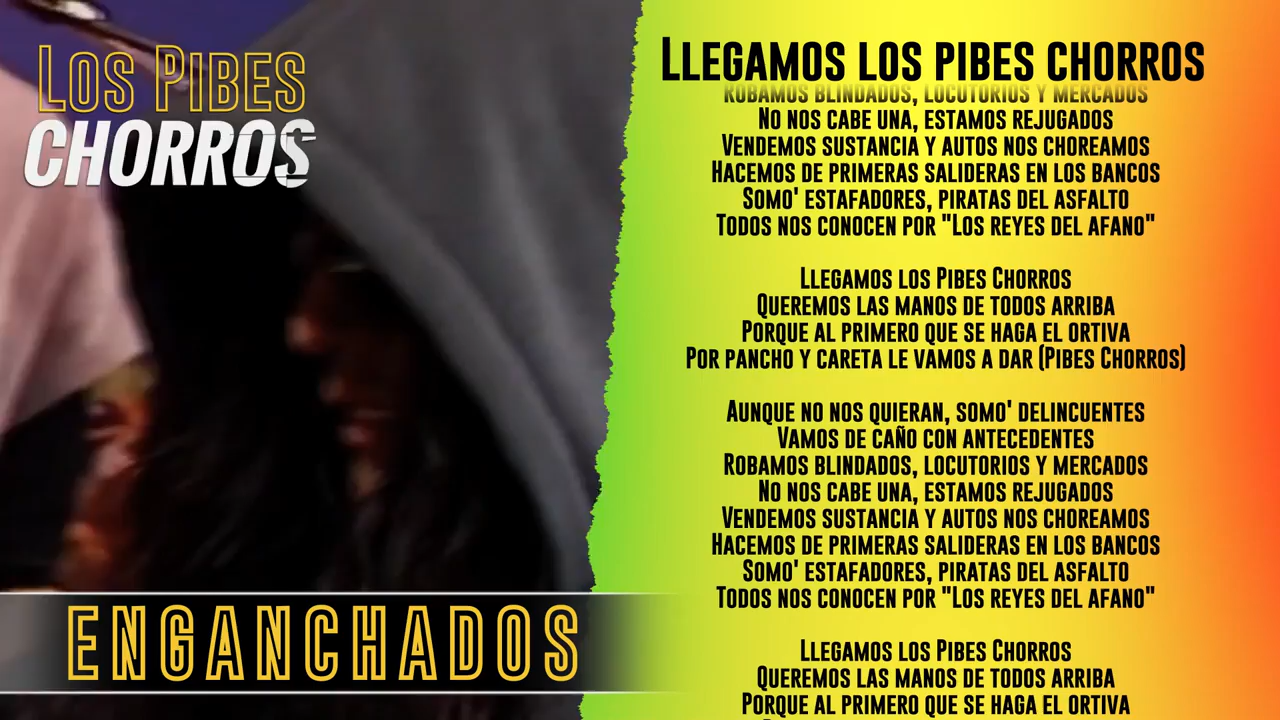 Los Pibes
CHORROS
ENGANCHADOS
Llegamos los pibes chorros
Robamos blindados, locutorios y mercados
No nos cabe una, estamos rejugados
Vendemos sustancia y autos nos choreamos
Hacemos de primeras salideras en los bancos
Somo' estafadores, piratas del asfalto
Todos nos conocen por "Los reyes del afano"
Llegamos los Pibes Chorros
Queremos las manos de todos arriba
Porque al primero que se haga el ortiva
Por pancho y careta le vamos a dar (Pibes Chorros)
Aunque no nos quieran, somo' delincuentes
Vamos de caño con antecedentes
Robamos blindados, locutorios y mercados
No nos cabe una, estamos rejugados
Vendemos sustancia y autos nos choreamos
Hacemos de primeras salideras en los bancos
Somo' estafadores, piratas del asfalto
Todos nos conocen por "Los reyes del afano"
Llegamos los Pibes Chorros
Queremos las manos de todos arriba
Porque al primero que se haga el ortiva